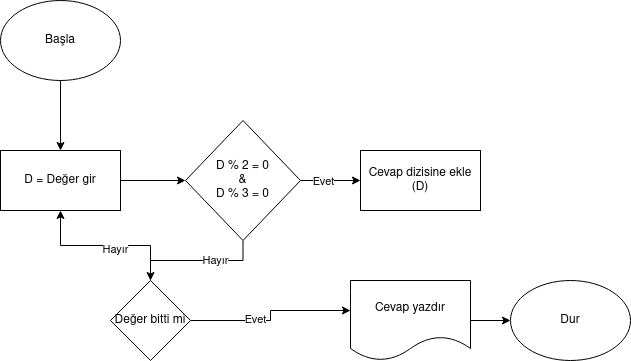 Başla
D = Değer gir
D % 2 = 0
&
D % 3 = 0
Evet
Cevap dizisine ekle
(D)
Hayır
Hayır
Değer bitti mi
Evet
Cevap yazdır
Dur